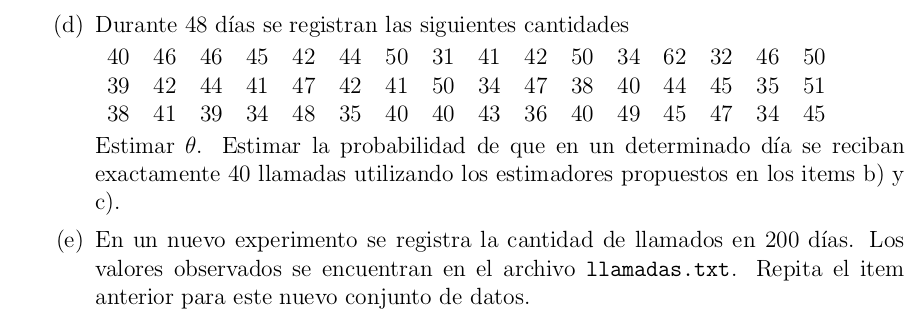 (d) Durante 48 días se registran las siguientes cantidades
40 46 46 45 42 44 50 31 41 42 50 34 62 32 46 50
39 42 44 41 47 42 41 50 34 47 38 40 44 45 35 51
38 41 39 34 48 35 40 40 43 36 40 49 45 47 34 45
Estimar θ. Estimar la probabilidad de que en un determinado día se reciban
exactamente 40 llamadas utilizando los estimadores propuestos en los items b) y
c).
(e) En un nuevo experimento se registra la cantidad de llamados en 200 días. Los
valores observados se encuentran en el archivo llamadas.txt. Repita el item
anterior para este nuevo conjunto de datos.